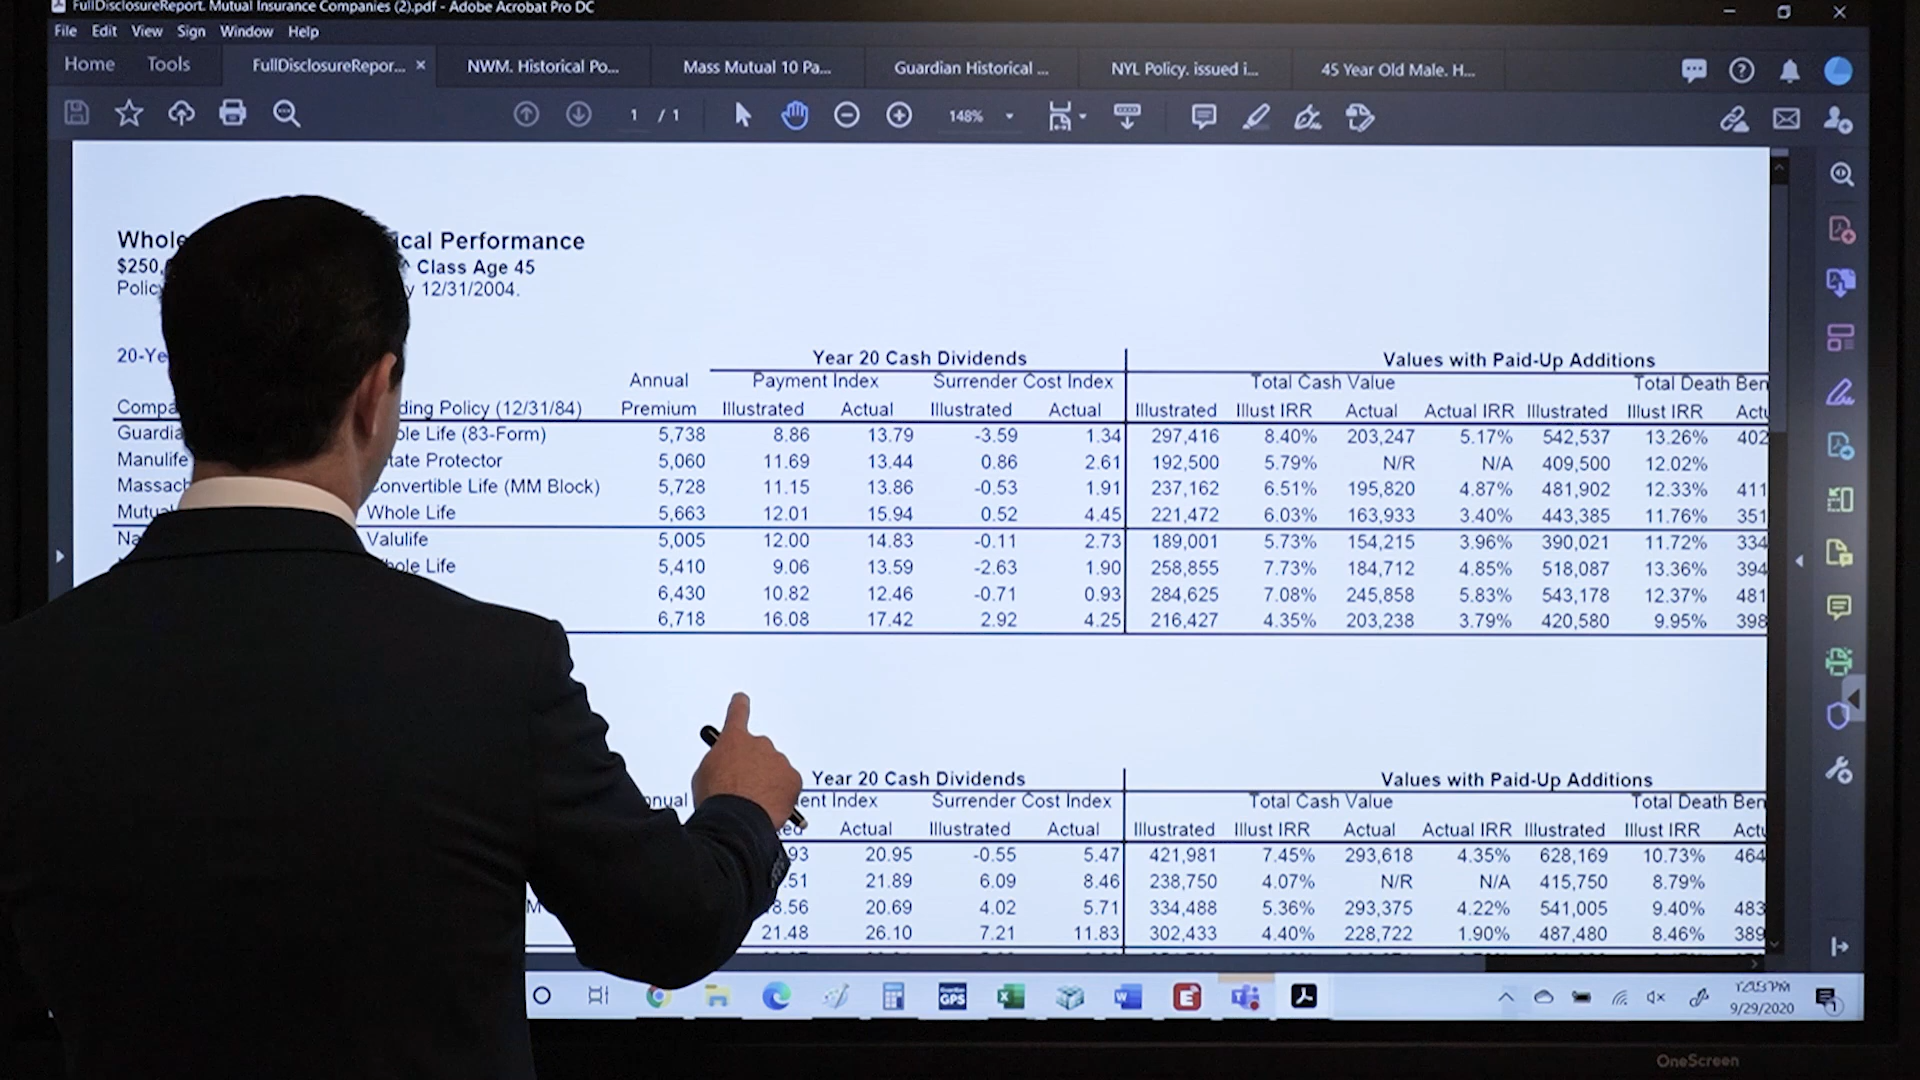 FullDisclosureReport. Mutual Insurance Companies (2).pdf - Adobe Acrobat Pro DC
File Edit View Sign Window Help
Home Tools FullDisclosureRepor... × NWM. Historical Po... Mass Mutual 10 Pa... Guardian Historical ... NYL Policy. issued i... 45 Year Old Male. H...
1 / 1 148%
Whole cal Performance
$250, Class Age 45
Policy y 12/31/2004.
20-Ye Year 20 Cash Dividends Values with Paid-Up Additions
Annual Payment Index Surrender Cost Index Total Cash Value Total Death Ben
Compa ding Policy (12/31/84) Premium Illustrated Actual Illustrated Actual Illustrated Illust IRR Actual Actual IRR Illustrated Illust IRR Actu
Guardia ole Life (83-Form) 5,738 8.86 13.79 -3.59 1.34 297,416 8.40% 203,247 5.17% 542,537 13.26% 402
Manulife tate Protector 5,060 11.69 13.44 0.86 2.61 192,500 5.79% N/R N/A 409,500 12.02%
Massach Convertible Life (MM Block) 5,728 11.15 13.86 -0.53 1.91 237,162 6.51% 195,820 4.87% 481,902 12.33% 411
Mutual Whole Life 5,663 12.01 15.94 0.52 4.45 221,472 6.03% 163,933 3.40% 443,385 11.76% 351
Na Valulife 5,005 12.00 14.83 -0.11 2.73 189,001 5.73% 154,215 3.96% 390,021 11.72% 334
hole Life 5,410 9.06 13.59 -2.63 1.90 258,855 7.73% 184,712 4.85% 518,087 13.36% 394
6,430 10.82 12.46 -0.71 0.93 284,625 7.08% 245,858 5.83% 543,178 12.37% 481
6,718 16.08 17.42 2.92 4.25 216,427 4.35% 203,238 3.79% 420,580 9.95% 398
Year 20 Cash Dividends Values with Paid-Up Additions
nnual ent Index Surrender Cost Index Total Cash Value Total Death Ben
ed Actual Illustrated Actual Illustrated Illust IRR Actual Actual IRR Illustrated Illust IRR Actu
93 20.95 -0.55 5.47 421,981 7.45% 293,618 4.35% 628,169 10.73% 464
.51 21.89 6.09 8.46 238,750 4.07% N/R N/A 415,750 8.79%
M 8.56 20.69 4.02 5.71 334,488 5.36% 293,375 4.22% 541,005 9.40% 483
21.48 26.10 7.21 11.83 302,433 4.40% 228,722 1.90% 487,480 8.46% 389
GPS
PM
9/29/2020
OneScreen